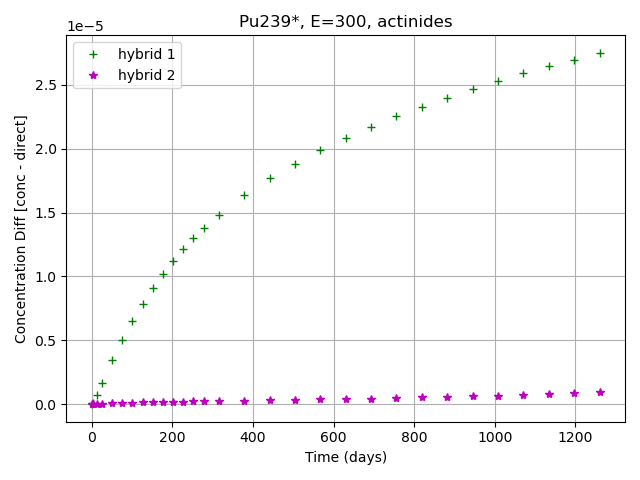 Pu239*, E=300, actinides
1e−5
hybrid 1
hybrid 2
Concentration Diff [conc - direct]
2.5
2.0
1.5
1.0
0.5
0.0
0 200 400 600 800 1000 1200
Time (days)